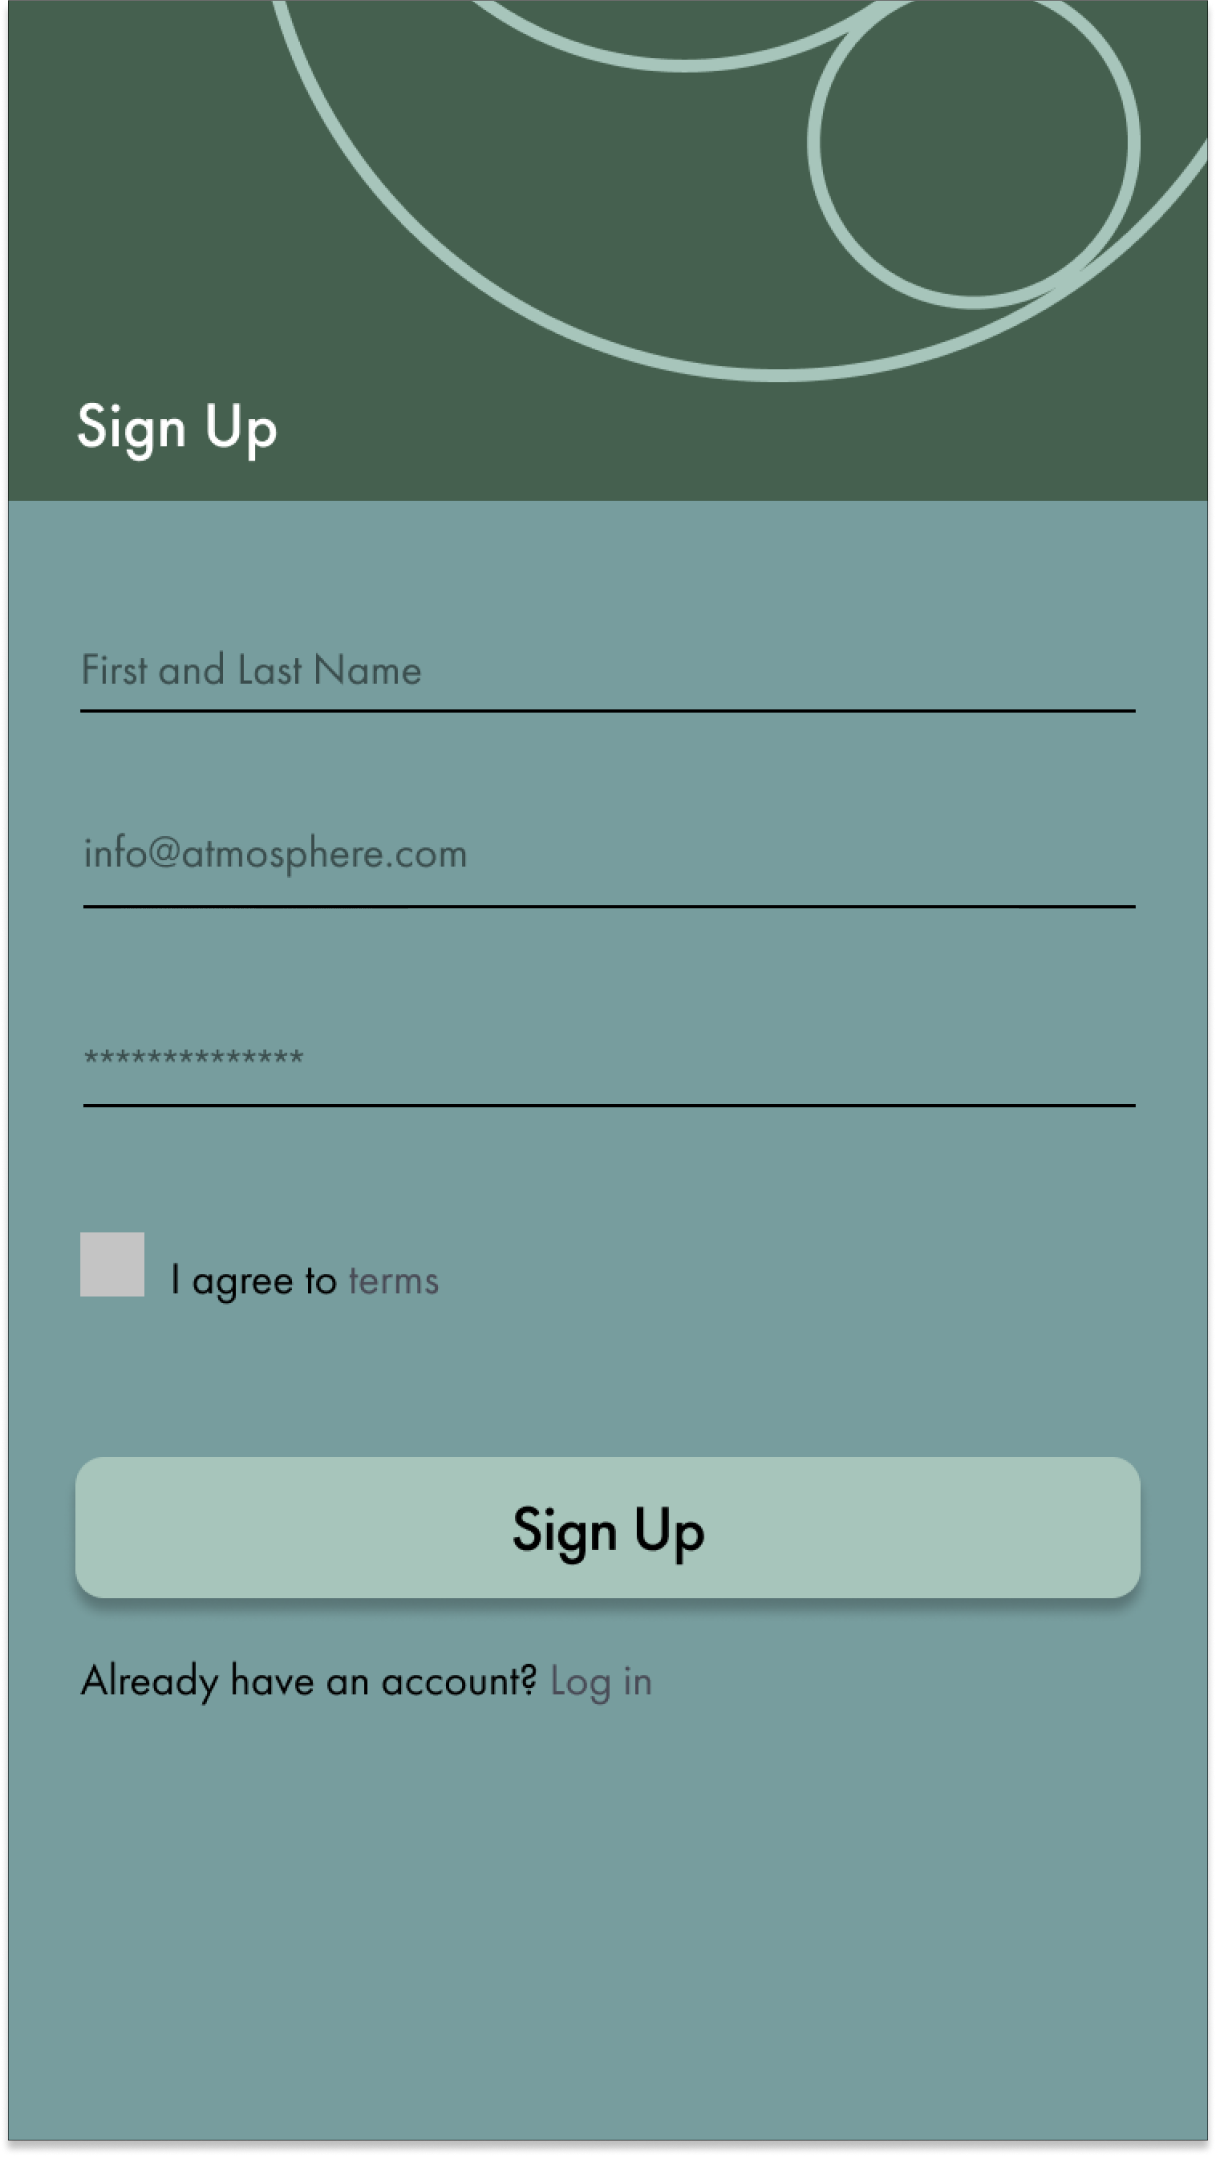 Sign Up
First and Last Name
info@atmosphere.com
**************
I agree to terms
Sign Up
Already have an account? Log in